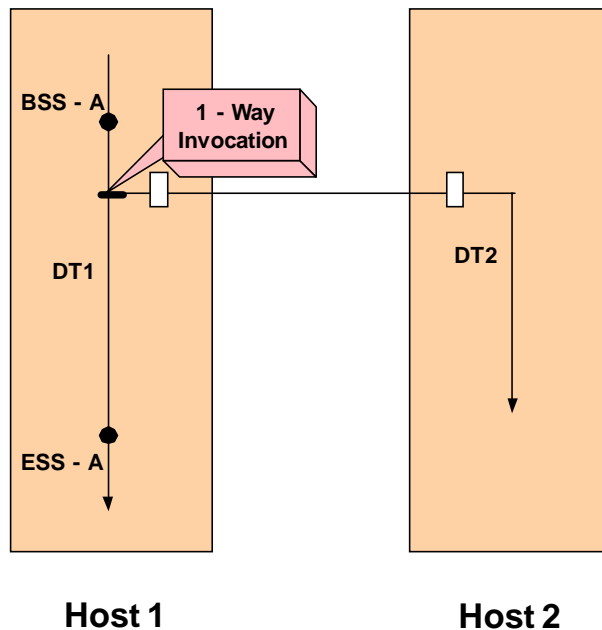 BSS - A
1 - Way
Invocation
DT1
DT2
ESS - A
Host 1
Host 2